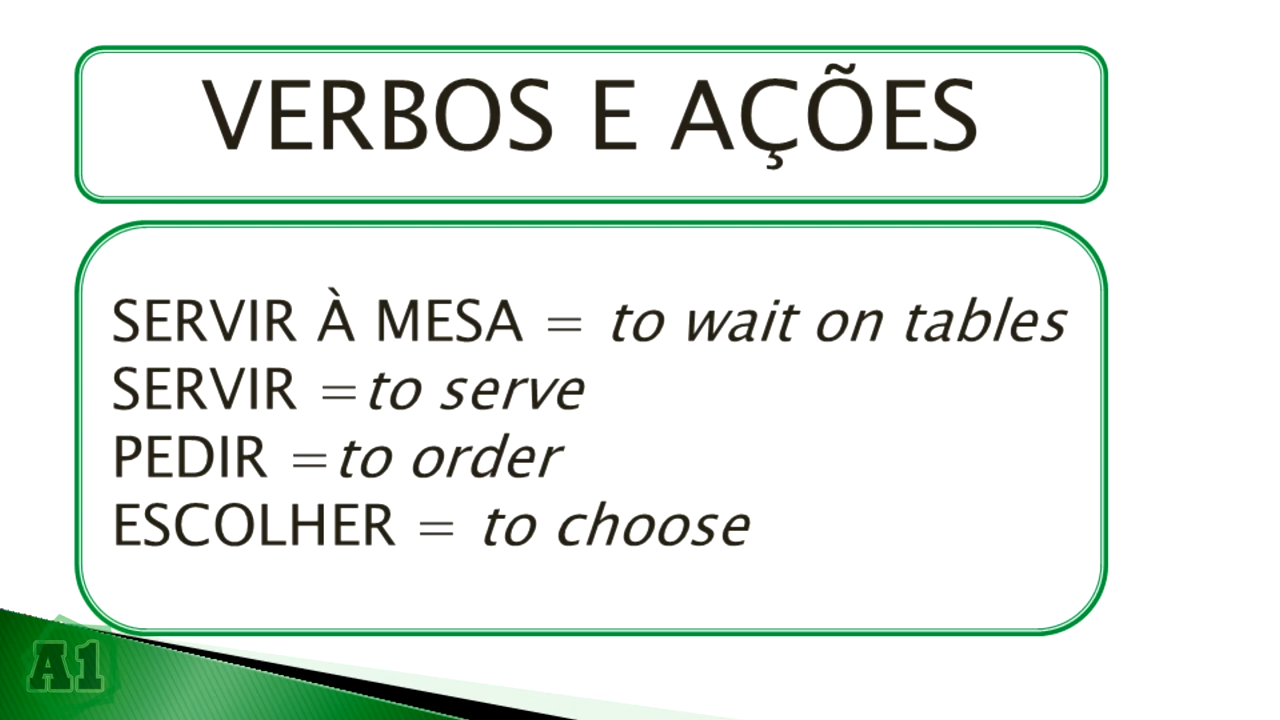 VERBOS E AÇÕES
SERVIR À MESA = to wait on tables
SERVIR =to serve
PEDIR =to order
ESCOLHER = to choose
A1